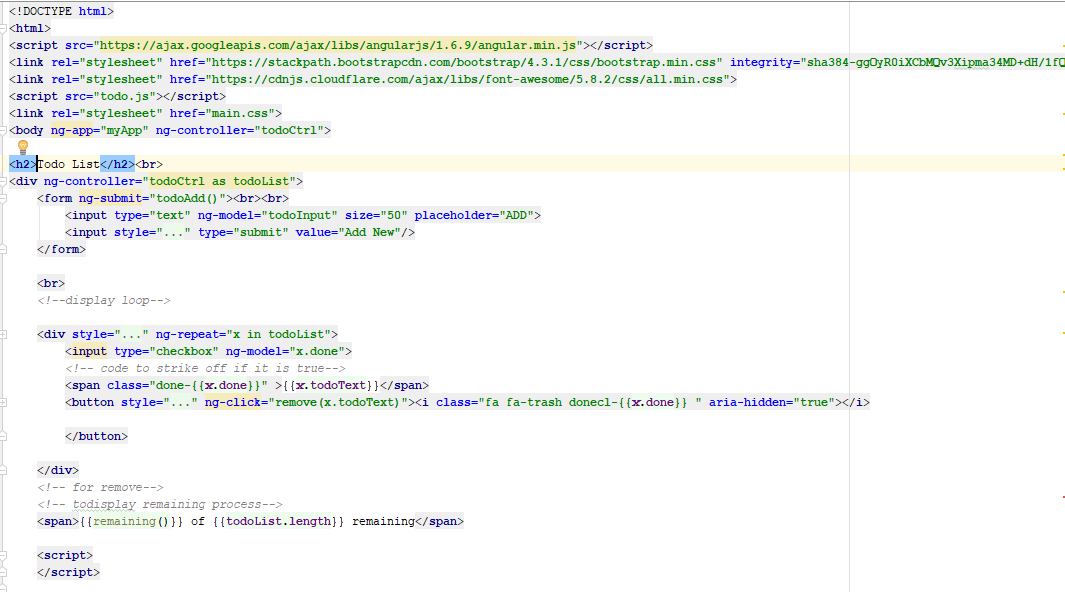 <!DOCTYPE html>
<html>
<script src="https://ajax.googleapis.com/ajax/libs/angularjs/1.6.9/angular.min.js"></script>
<link rel="stylesheet" href="https://stackpath.bootstrapcdn.com/bootstrap/4.3.1/css/bootstrap.min.css" integrity="sha384-ggOyR0iXCbMQv3Xipma34MD+dH/1fQ
<link rel="stylesheet" href="https://cdnjs.cloudflare.com/ajax/libs/font-awesome/5.8.2/css/all.min.css">
<script src="todo.js"></script>
<link rel="stylesheet" href="main.css">
<body ng-app="myApp" ng-controller="todoCtrl">
<h2>Todo List</h2><br>
<div ng-controller="todoCtrl as todoList">
<form ng-submit="todoAdd()"><br><br>
<input type="text" ng-model="todoInput" size="50" placeholder="ADD">
<input style="..." type="submit" value="Add New"/>
</form>
<br>
<!--display loop-->
<div style="..." ng-repeat="x in todoList">
<input type="checkbox" ng-model="x.done">
<!-- code to strike off if it is true-->
<span class="done-{{x.done}}" >{{x.todoText}}</span>
<button style="..." ng-click="remove(x.todoText)"><i class="fa fa-trash donecl-{{x.done}} " aria-hidden="true"></i>
</button>
</div>
<!-- for remove-->
<!-- todisplay remaining process-->
<span>{{remaining()}} of {{todoList.length}} remaining</span>
<script>
</script>